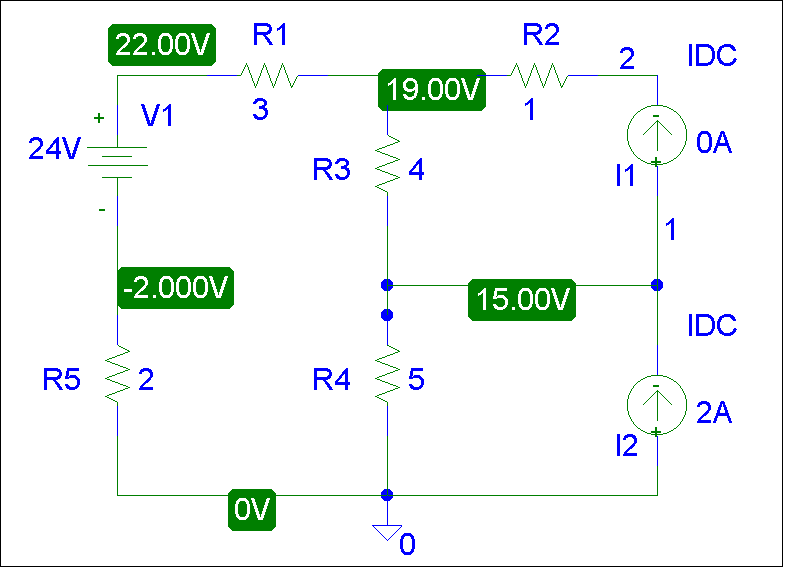 22.00V
R1
R2
2
IDC
19.00V
+
V1
3
1
-
24V
0A
R3
4
+
I1
-
1
-2.000V
15.00V
IDC
R5
2
R4
5
-
2A
+
I2
0V
0